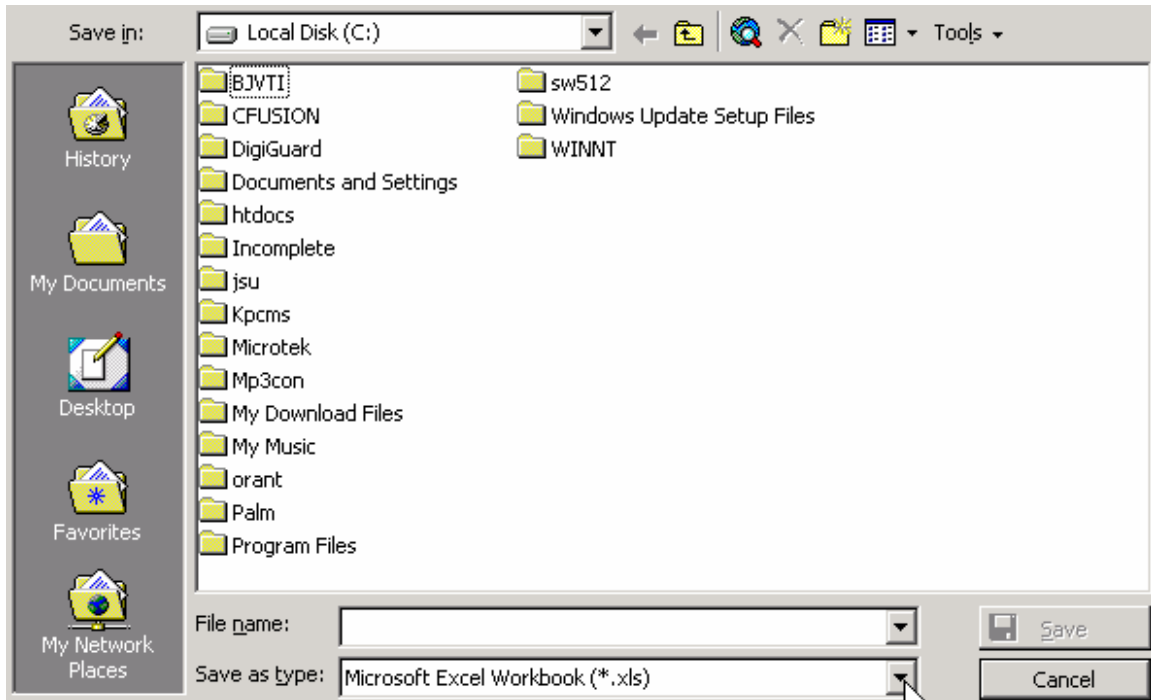 Save in: Local Disk (C:) Tools
History
My Documents
Desktop
Favorites
My Network
Places
BJVTI
CFUSION
DigiGuard
Documents and Settings
htdocs
Incomplete
jsu
Kpcms
Microtek
Mp3con
My Download Files
My Music
orant
Palm
Program Files
sw512
Windows Update Setup Files
WINNT
File name: Save
Save as type: Microsoft Excel Workbook (*.xls) Cancel